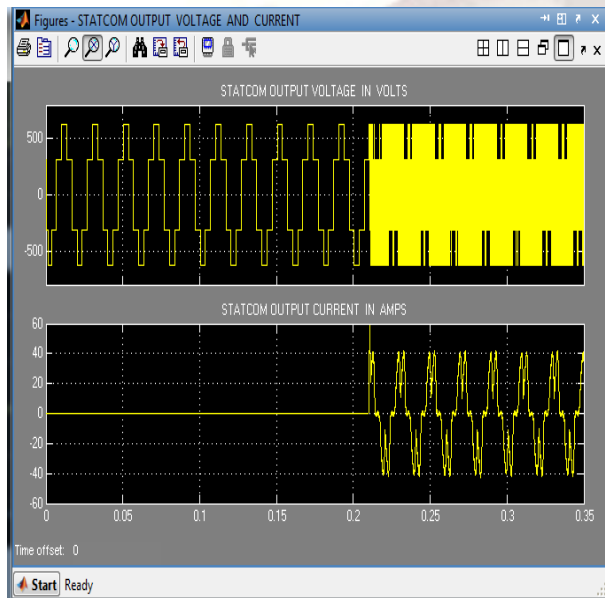 Figures - STATCOM OUTPUT VOLTAGE AND CURRENT
STATCOM OUTPUT VOLTAGE IN VOLTS
500
0
-500
STATCOM OUTPUT CURRENT IN AMPS
60
40
20
0
-20
-40
-60
0 0.05 0.1 0.15 0.2 0.25 0.3 0.35
Time offset: 0
Start Ready